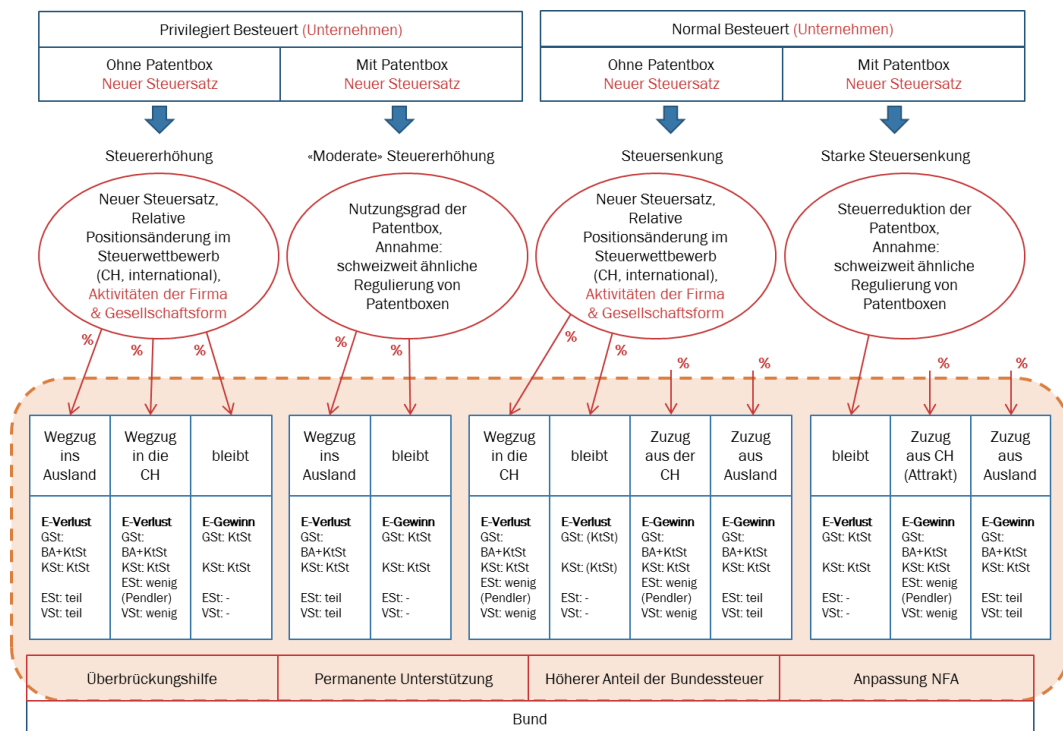 Privilegiert Besteuert (Unternehmen)
Ohne Patentbox
Neuer Steuersatz
Mit Patentbox
Neuer Steuersatz
Normal Besteuert (Unternehmen)
Ohne Patentbox
Neuer Steuersatz
Mit Patentbox
Neuer Steuersatz
Steuererhöhung
«Moderate» Steuererhöhung
Steuersenkung
Starke Steuersenkung
Neuer Steuersatz,
Relative
Positionsänderung im
Steuerwettbewerb
(CH, international),
Aktivitäten der Firma
& Gesellschaftsform
Nutzungsgrad der
Patentbox,
Annahme:
schweizweit ähnliche
Regulierung von
Patentboxen
Neuer Steuersatz,
Relative
Positionsänderung im
Steuerwettbewerb
(CH, international),
Aktivitäten der Firma
& Gesellschaftsform
Steuerreduktion der
Patentbox,
Annahme:
schweizweit ähnliche
Regulierung von
Patentboxen
%
%
%
%
%
%
%
%
%
%
%
Wegzug
ins
Ausland
Wegzug
in die
CH
bleibt
E-Verlust
GSt:
BA+KtSt
KSt: KtSt
ESt: teil
VSt: teil
E-Verlust
GSt:
BA+KtSt
KSt: KtSt
ESt: wenig
(Pendler)
VSt: wenig
E-Gewinn
GSt: KtSt
KSt: KtSt
ESt: -
VSt: -
Wegzug
ins
Ausland
bleibt
E-Verlust
GSt:
BA+KtSt
KSt: KtSt
ESt: teil
VSt: teil
E-Gewinn
GSt: KtSt
KSt: KtSt
ESt: -
VSt: -
Wegzug
in die
CH
bleibt
Zuzug
aus der
CH
Zuzug
aus
Ausland
E-Verlust
GSt:
BA+KtSt
KSt: KtSt
ESt: wenig
(Pendler)
VSt: wenig
E-Verlust
GSt: (KtSt)
KSt: (KtSt)
ESt: -
VSt: -
E-Gewinn
GSt:
BA+KtSt
KSt: KtSt
ESt: wenig
(Pendler)
VSt: wenig
E-Gewinn
GSt:
BA+KtSt
KSt: KtSt
ESt: teil
VSt: teil
bleibt
Zuzug
aus CH
(Attrakt)
Zuzug
aus
Ausland
E-Verlust
GSt: KtSt
KSt: KtSt
ESt: -
VSt: -
E-Gewinn
GSt:
BA+KtSt
KSt: KtSt
ESt: wenig
(Pendler)
VSt: wenig
E-Gewinn
GSt:
BA+KtSt
KSt: KtSt
ESt: teil
VSt: teil
Überbrückungshilfe
Permanente Unterstützung
Höherer Anteil der Bundessteuer
Anpassung NFA
Bund